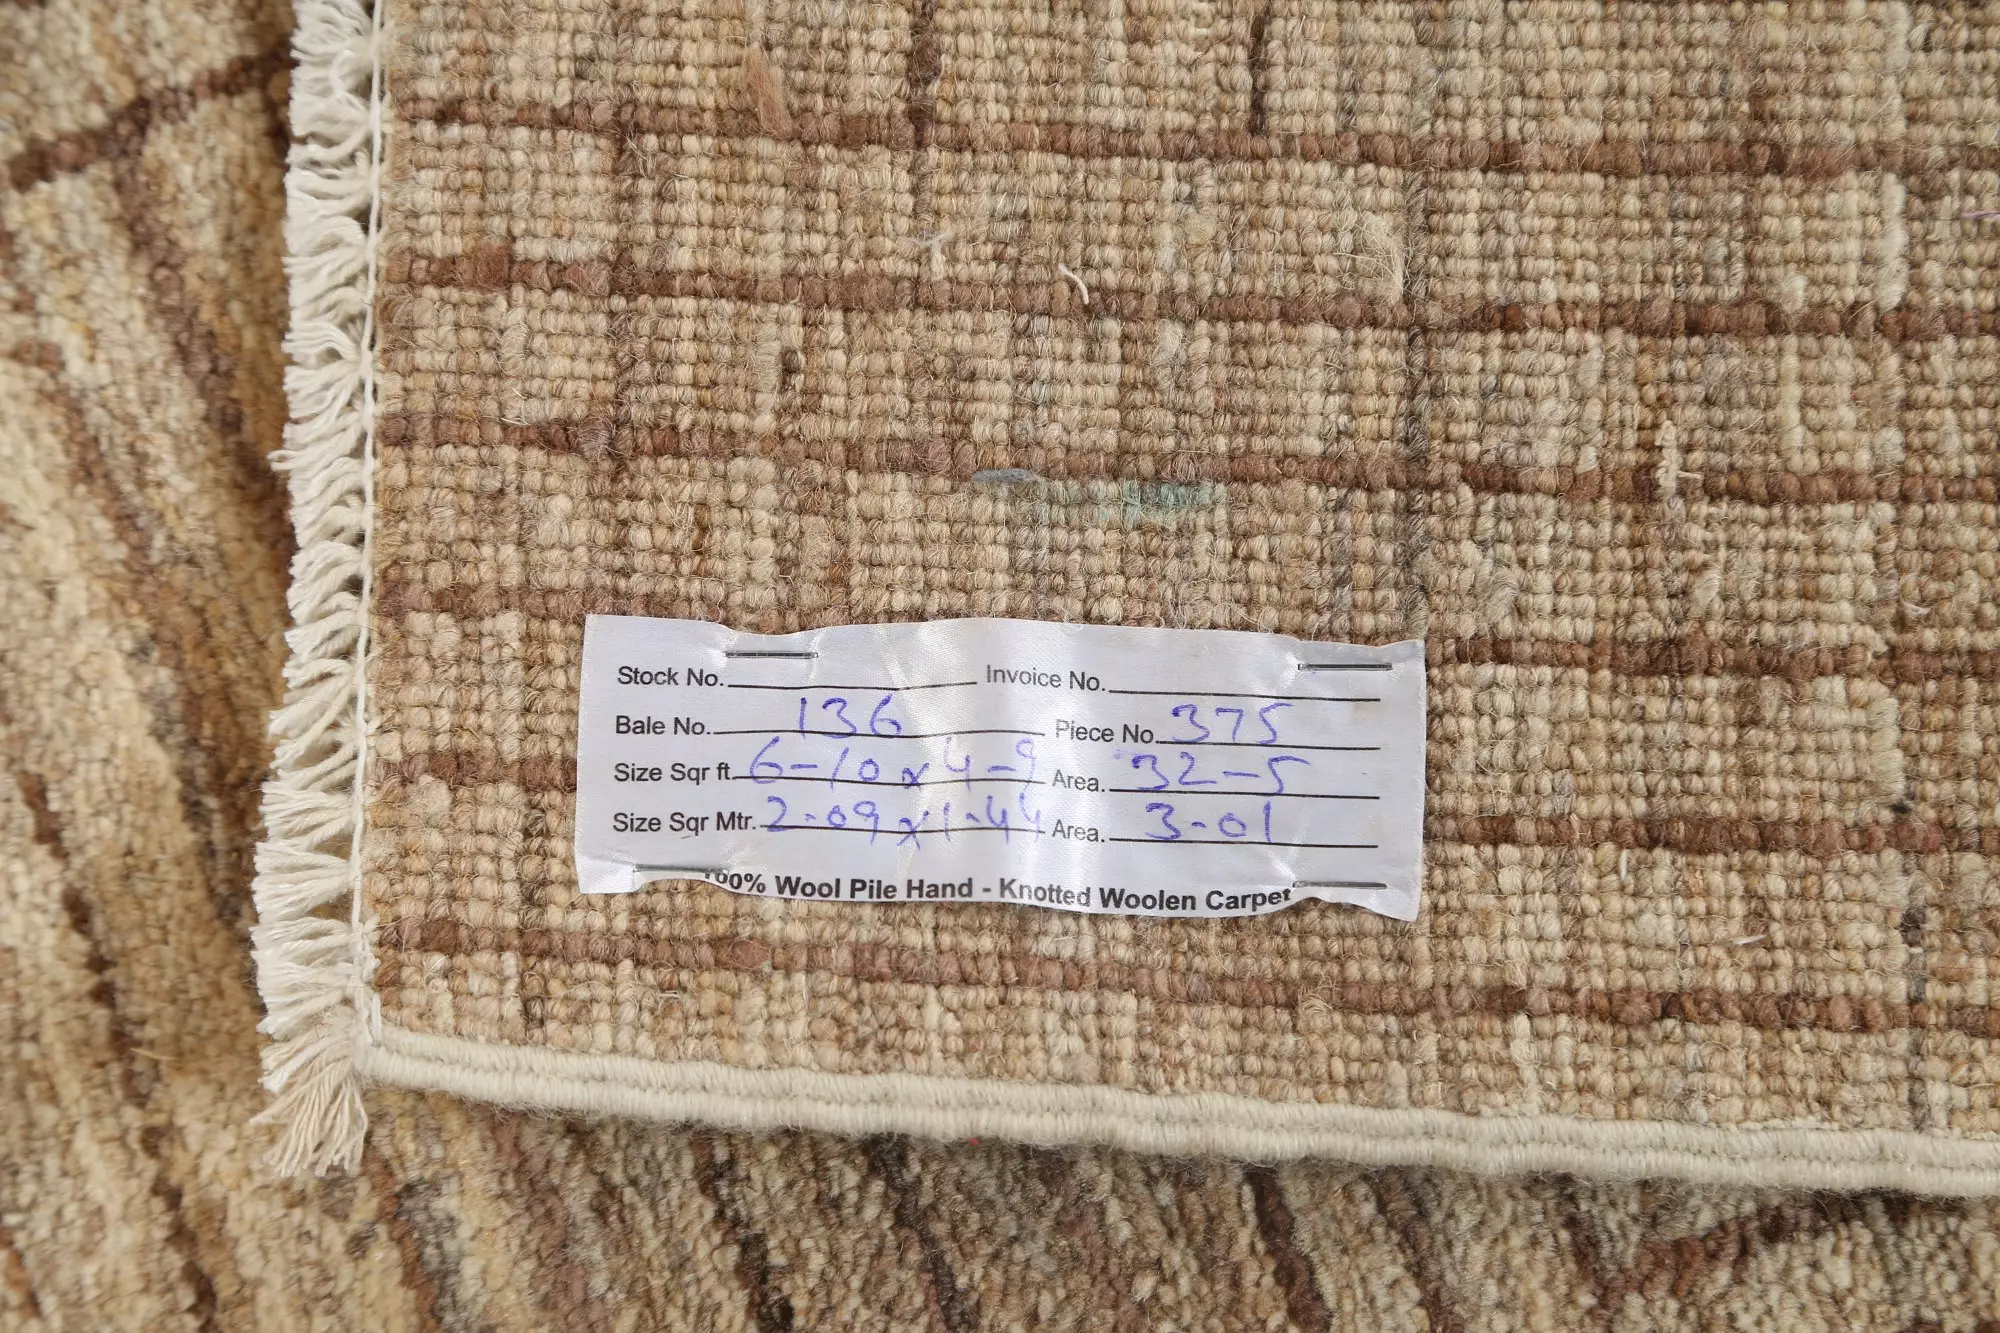 Stock No. Invoice No.
Bale No. 136 Piece No. 375
Size Sqr ft. 6-10 x 4-9 Area. 32-5
Size Sqr Mtr. 2-09 x 1-44 Area. 3-01
100% Wool Pile Hand - Knotted Woolen Carpet